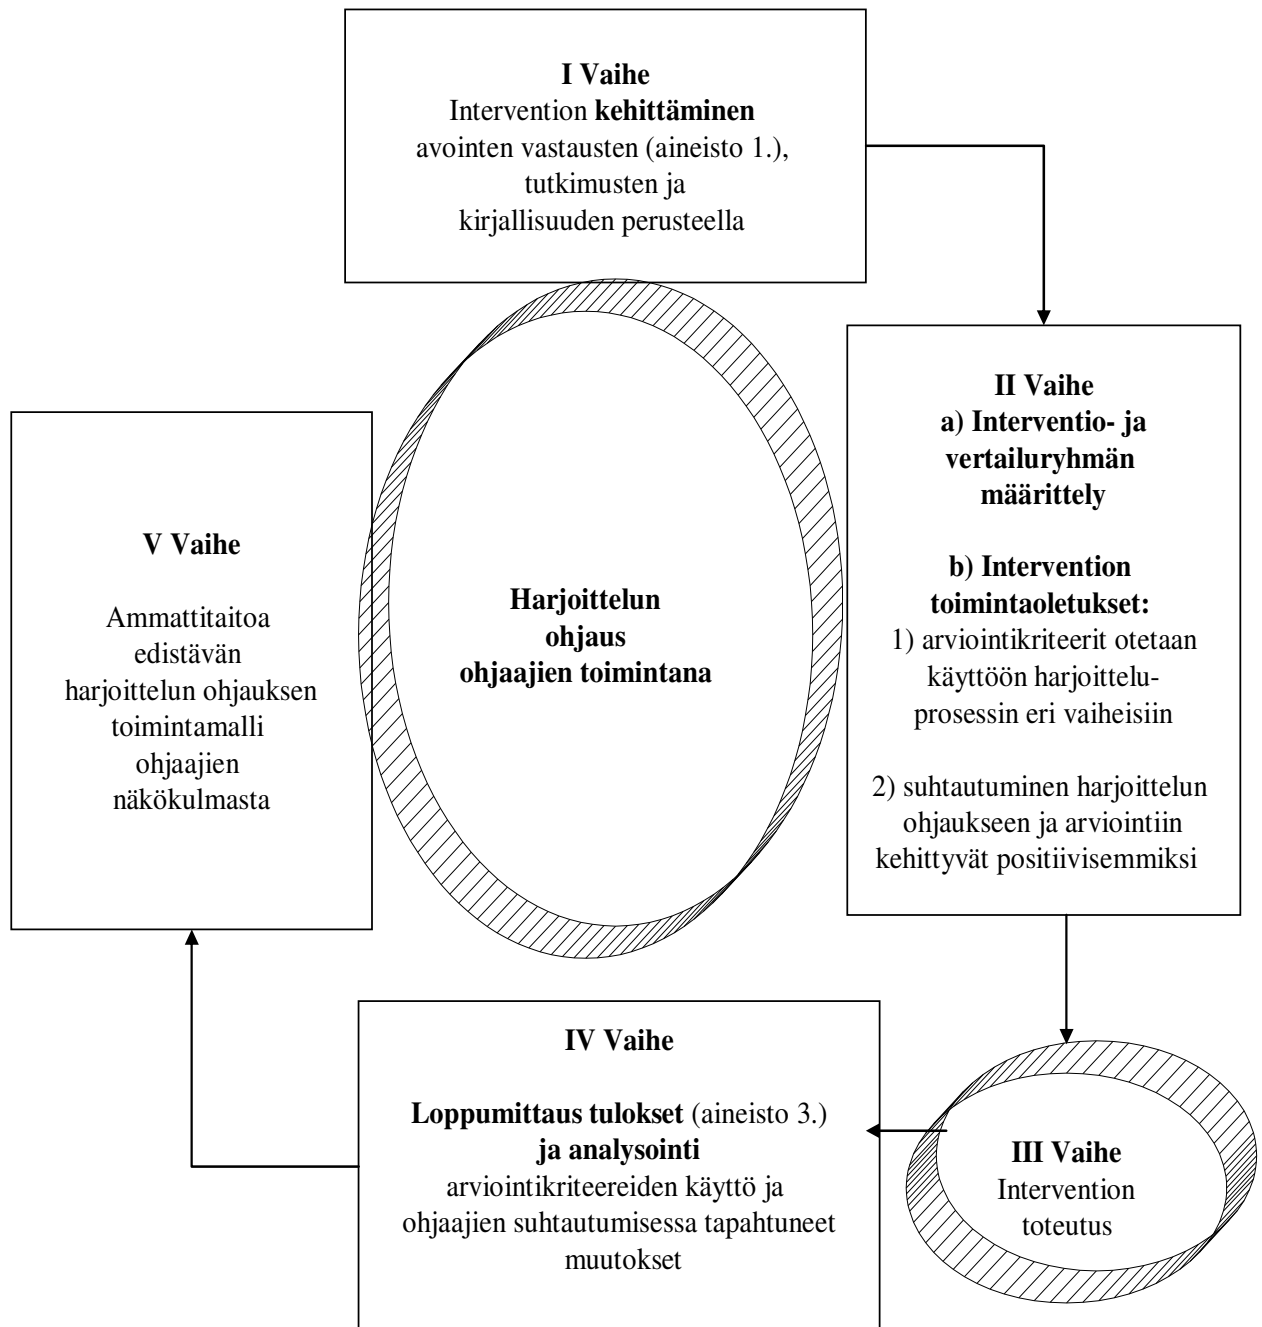 I Vaihe
Intervention kehittäminen
avointen vastausten (aineisto 1.),
tutkimusten ja
kirjallisuuden perusteella
II Vaihe
a) Interventio- ja
vertailuryhmän
määrittely
b) Intervention
toimintaoletukset:
1) arviointikriteerit otetaan
käyttöön harjoittelu-
prosessin eri vaiheisiin
2) suhtautuminen harjoittelun
ohjaukseen ja arviointiin
kehittyvät positiivisemmiksi
III Vaihe
Intervention
toteutus
IV Vaihe
Loppumittaus tulokset (aineisto 3.)
ja analysointi
arviointikriteereiden käyttö ja
ohjaajien suhtautumisessa tapahtuneet
muutokset
V Vaihe
Ammattitaitoa
edistävän
harjoittelun ohjauksen
toimintamalli
ohjaajien
näkökulmasta
Harjoittelun
ohjaus
ohjaajien toimintana